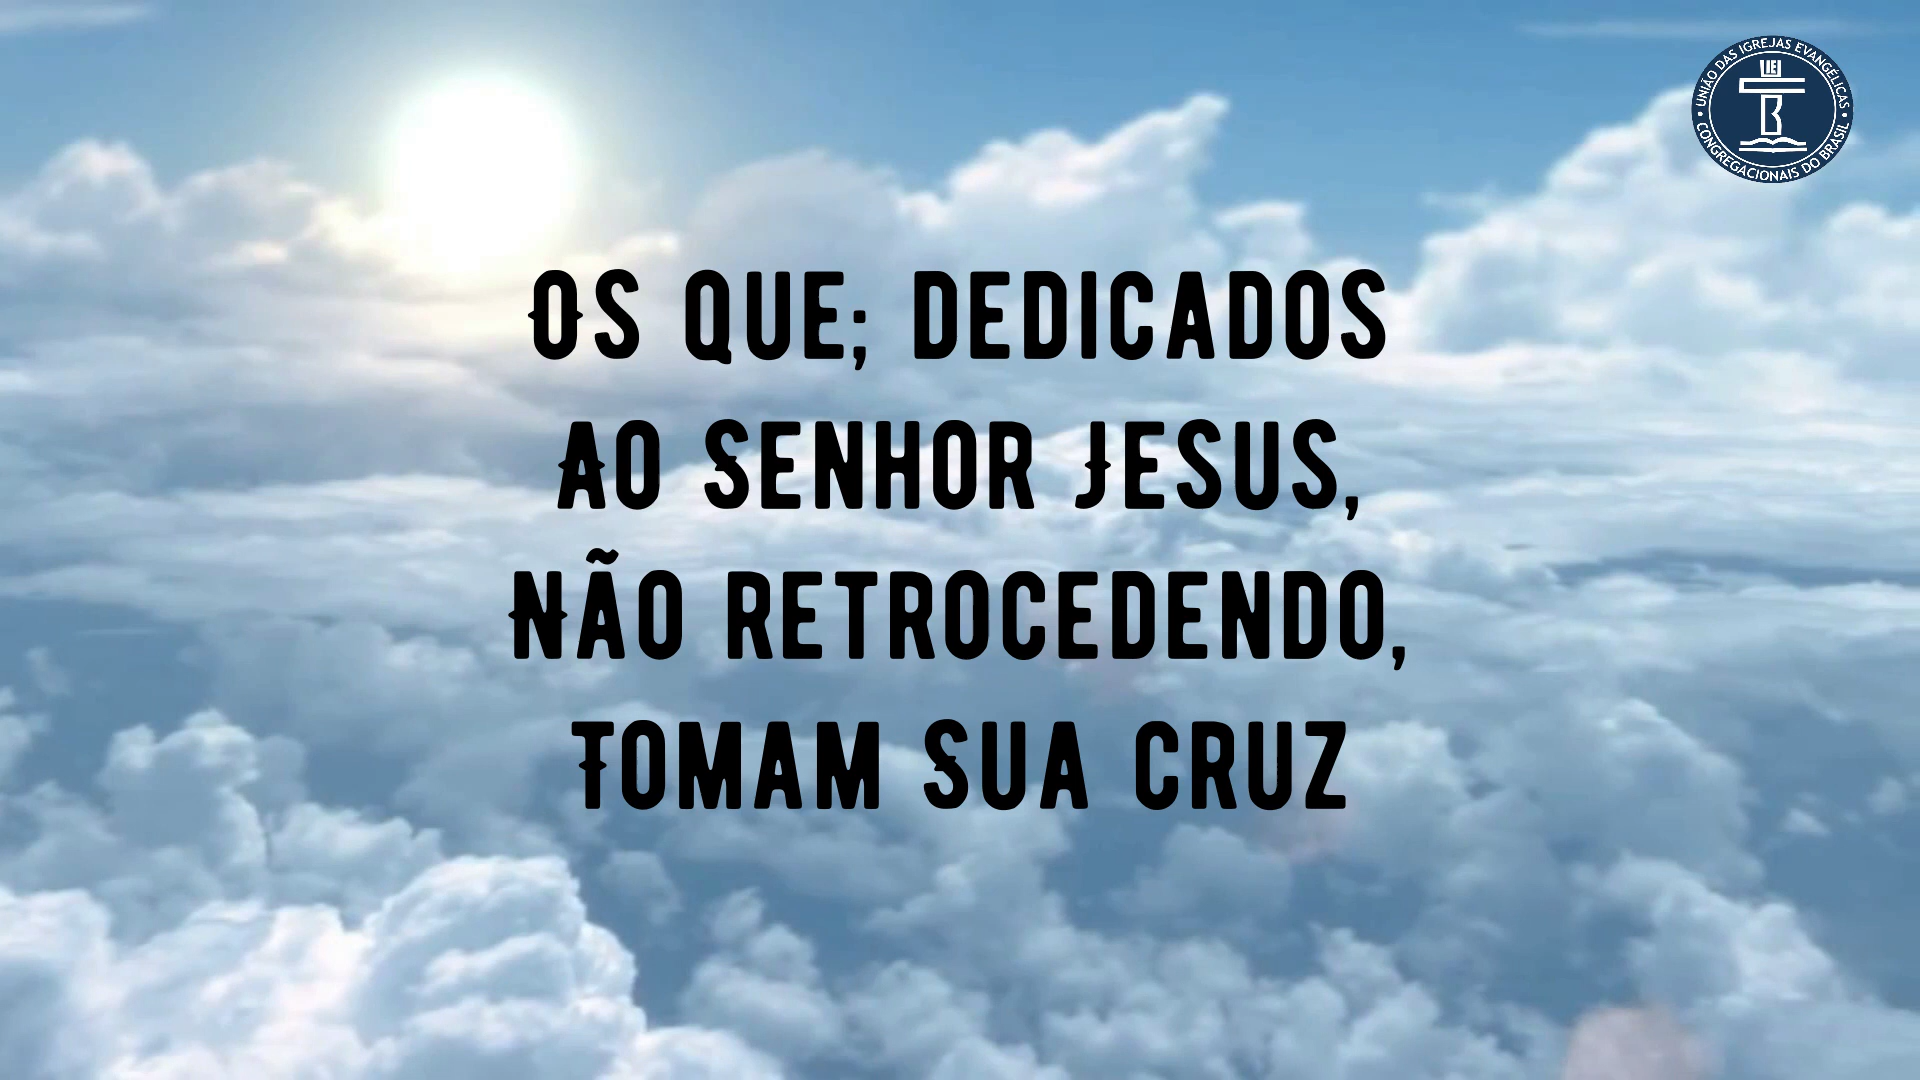 Os que; dedicados
Ao Senhor Jesus,
Não retrocedendo,
Tomam Sua cruz
UNIÃO DAS IGREJAS EVANGÉLICAS
CONGREGACIONAIS DO BRASIL